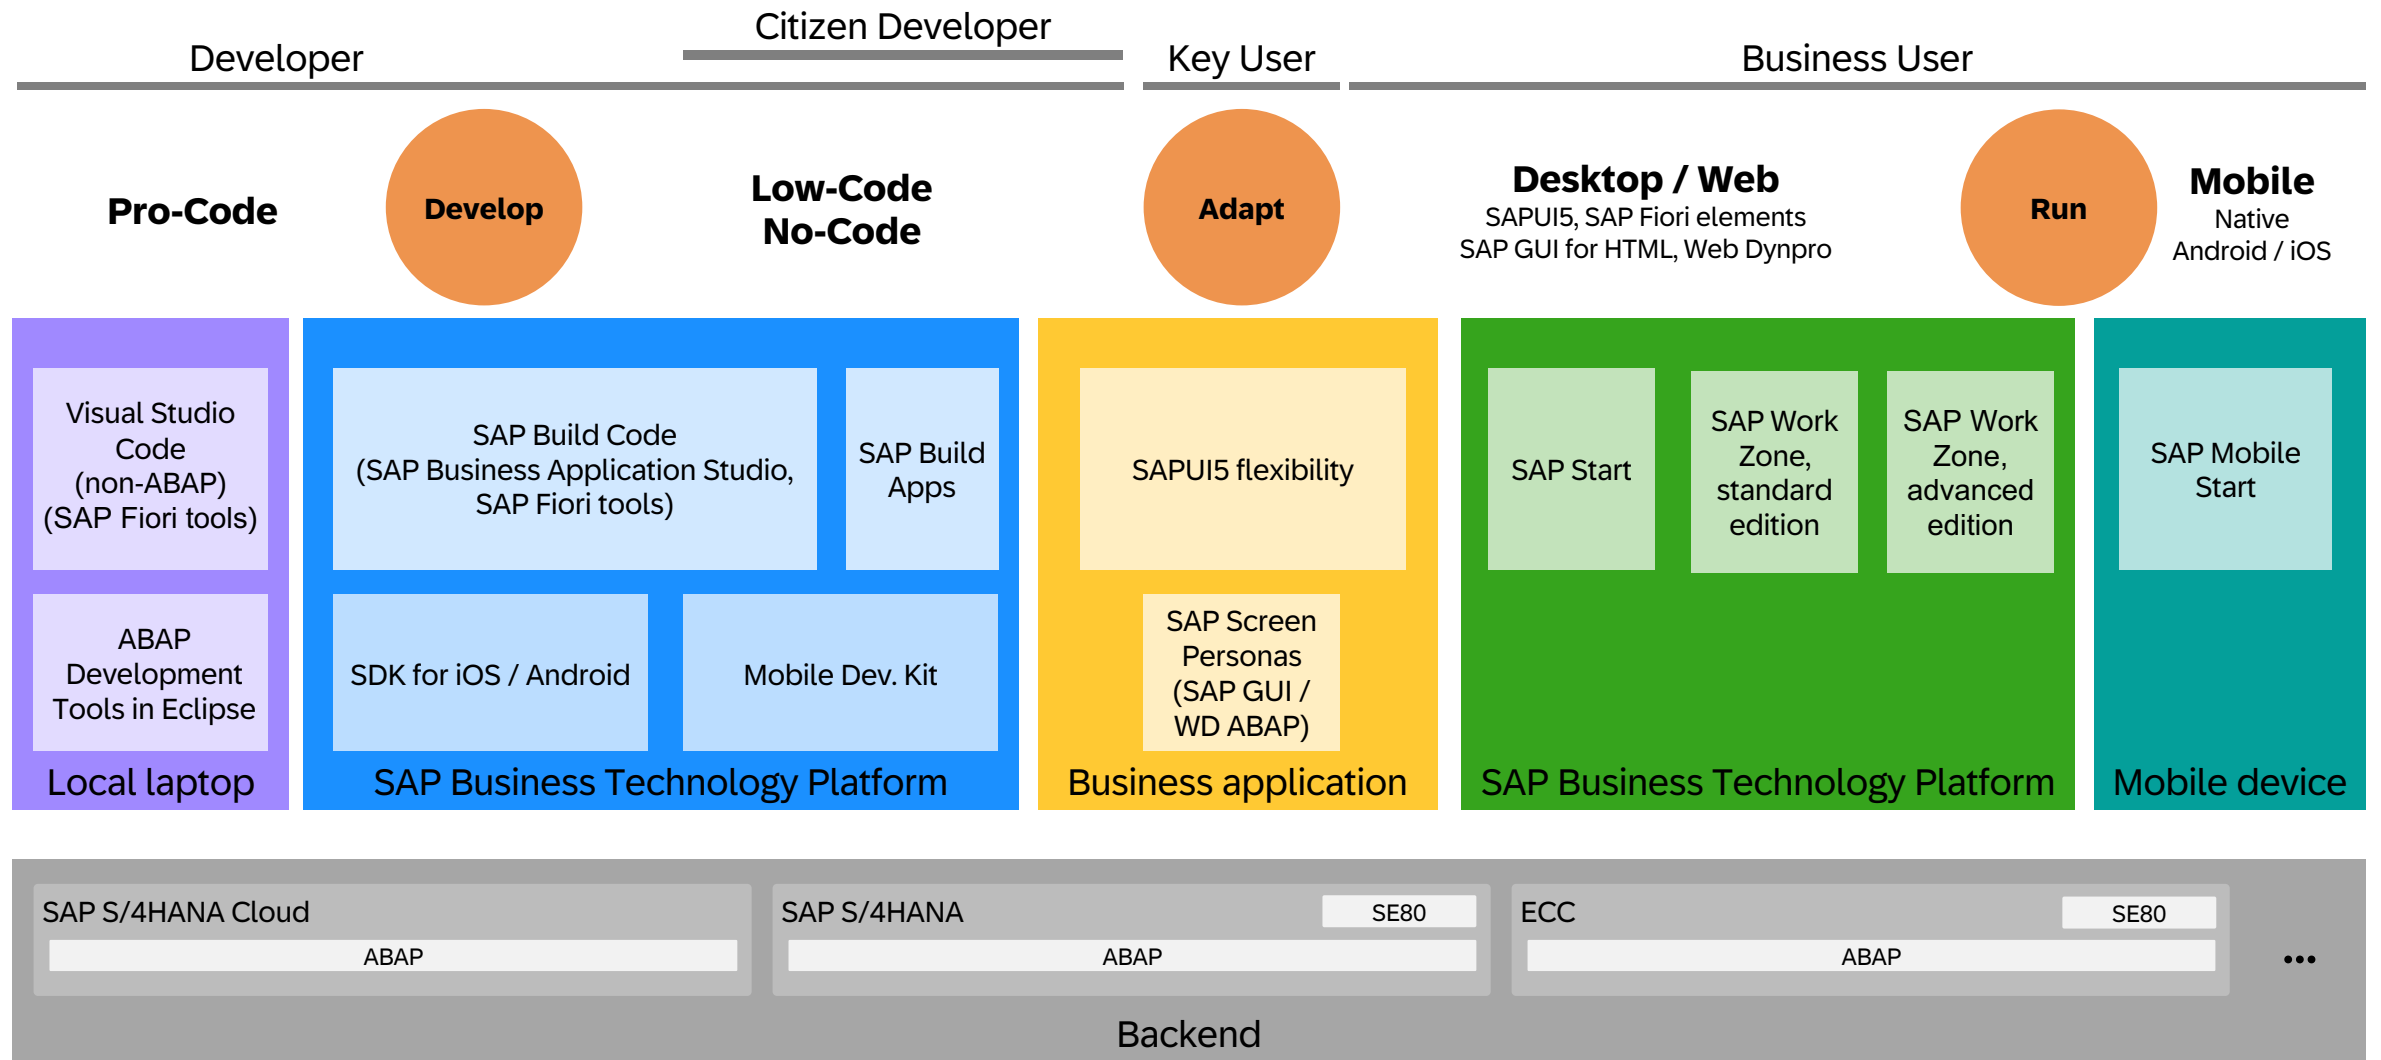 Citizen Developer
Developer
Key User
Business User
Pro-Code
Develop
Low-Code
No-Code
Adapt
Desktop / Web
SAPUI5, SAP Fiori elements
SAP GUI for HTML, Web Dynpro
Run
Mobile
Native
Android / iOS
Visual Studio
Code
(non-ABAP)
(SAP Fiori tools)
ABAP
Development
Tools in Eclipse
Local laptop
SAP Build Code
(SAP Business Application Studio,
SAP Fiori tools)
SAP Build
Apps
SDK for iOS / Android
Mobile Dev. Kit
SAP Business Technology Platform
SAPUI5 flexibility
SAP Screen
Personas
(SAP GUI /
WD ABAP)
Business application
SAP Start
SAP Work
Zone,
standard
edition
SAP Work
Zone,
advanced
edition
SAP Business Technology Platform
SAP Mobile
Start
Mobile device
SAP S/4HANA Cloud
ABAP
SAP S/4HANA
SE80
ABAP
ECC
SE80
ABAP
...
Backend